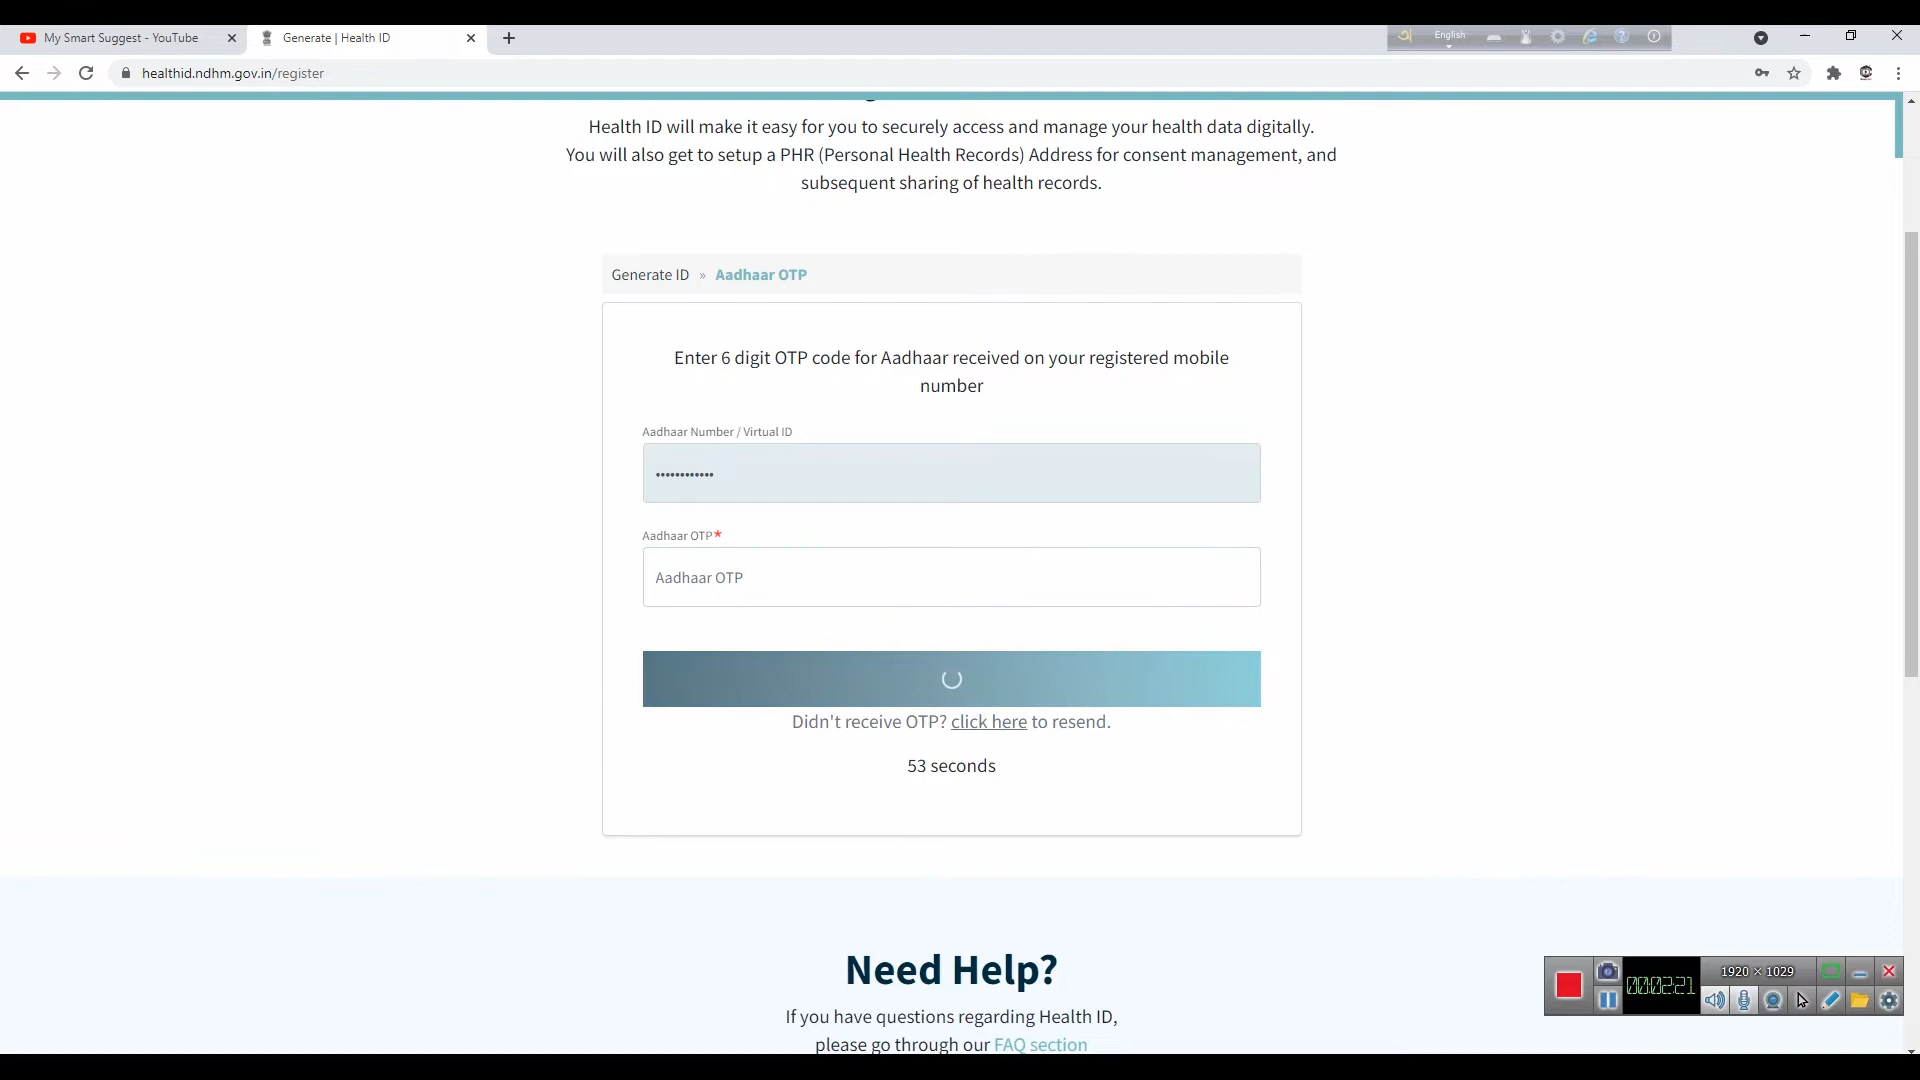 My Smart Suggest - YouTube
Generate | Health ID
English
healthid.ndhm.gov.in/register
Health ID will make it easy for you to securely access and manage your health data digitally.
You will also get to setup a PHR (Personal Health Records) Address for consent management, and
subsequent sharing of health records.
Generate ID » Aadhaar OTP
Enter 6 digit OTP code for Aadhaar received on your registered mobile
number
Aadhaar Number / Virtual ID
••••••••••••
Aadhaar OTP*
Aadhaar OTP
Didn't receive OTP? click here to resend.
53 seconds
Need Help?
If you have questions regarding Health ID,
please go through our FAQ section
1920 × 1029
00:02:21